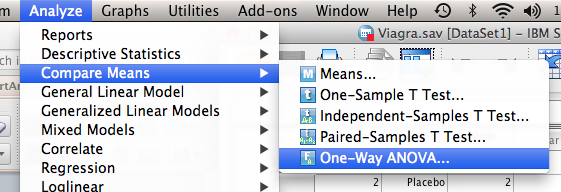 Analyze Graphs Utilities Add-ons Window Help
Viagra.sav [DataSet1] — IBM S
Reports
Descriptive Statistics
Compare Means
General Linear Model
Generalized Linear Models
Mixed Models
Correlate
Regression
Loglinear
M Means...
t One-Sample T Test...
Independent-Samples T Test...
Paired-Samples T Test...
One-Way ANOVA...
2 Placebo 2